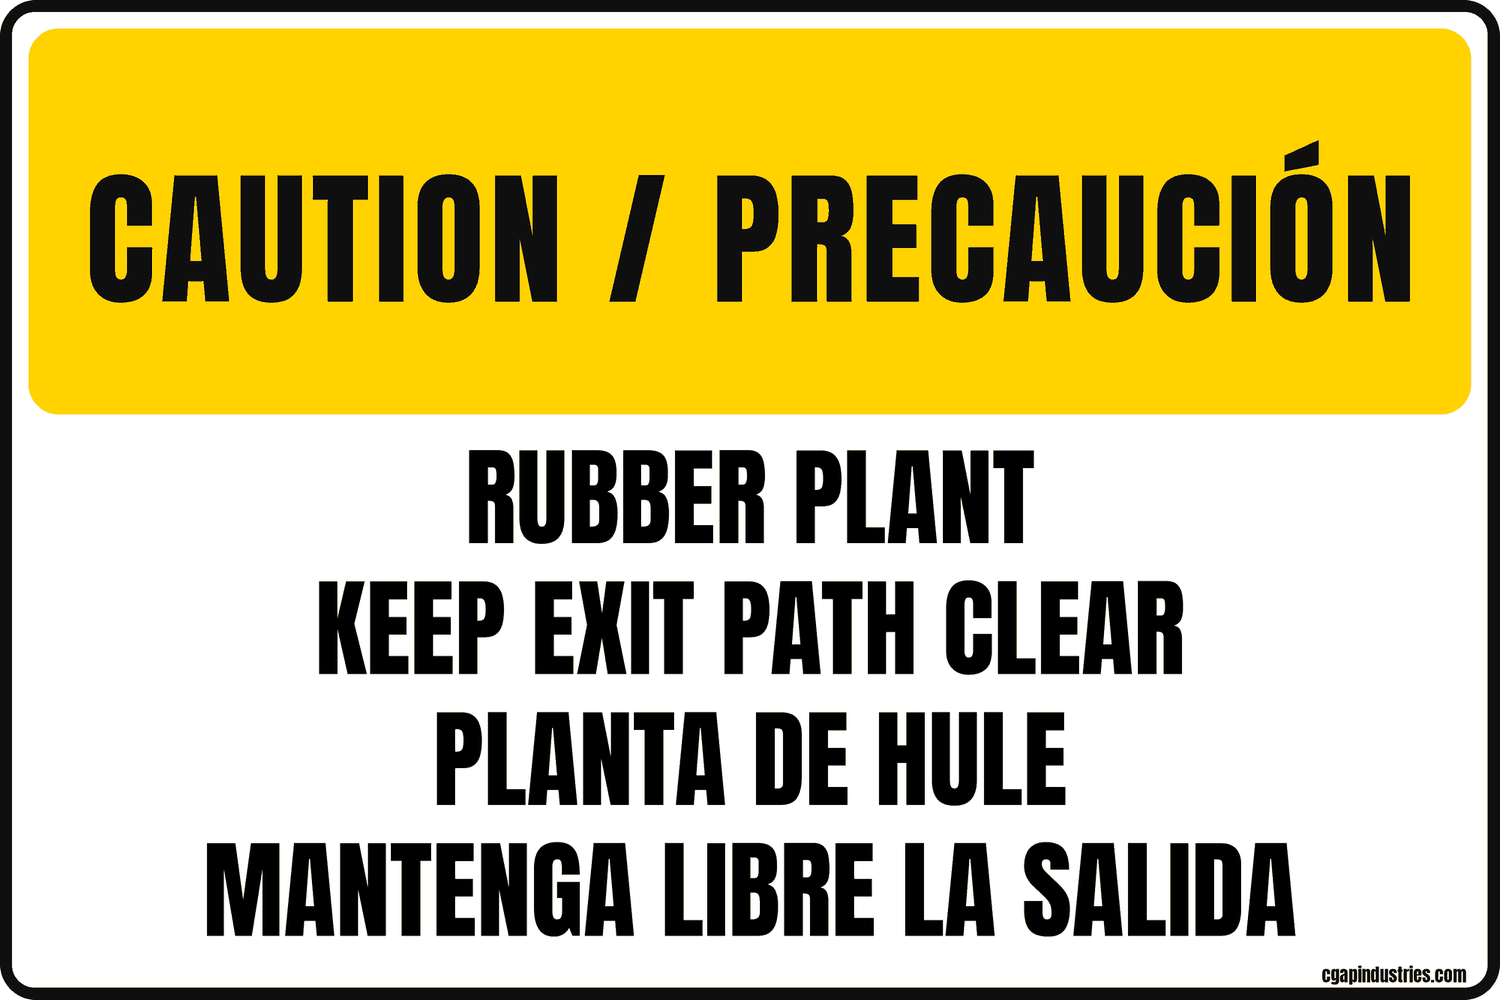 CAUTION / PRECAUCIÓN
RUBBER PLANT
KEEP EXIT PATH CLEAR
PLANTA DE HULE
MANTENGA LIBRE LA SALIDA
cgapindustries.com